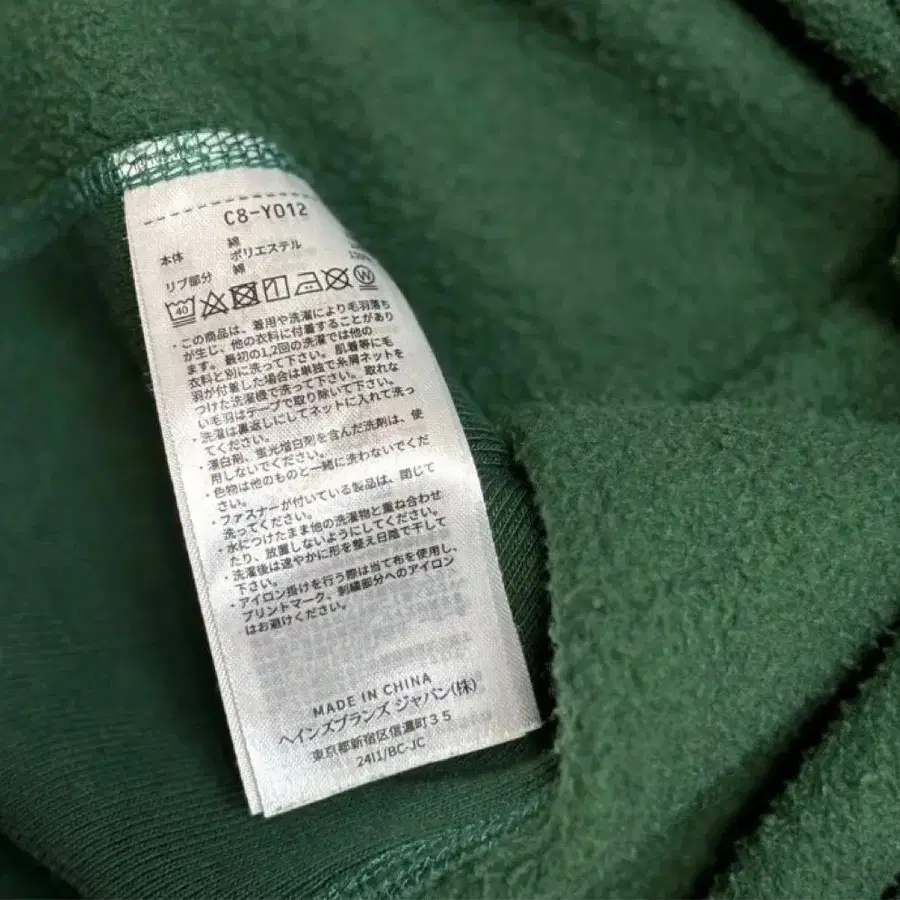 C8-Y012
本体 綿
ポリエステル
リブ部分 綿
40 W
・この商品は、着用や洗濯により毛羽落ち
が生じ、他の衣料に付着することがあり
ます。最初の1,2回の洗濯では他の
衣料と別に洗って下さい。肌着等に毛
羽が付着した場合は単独で糸屑ネットを
つけた洗濯機で洗って下さい。取れな
い毛羽はテープで取り除いて下さい。
・洗濯は裏返しにしてネットに入れて洗っ
てください。
・漂白剤、蛍光増白剤を含んだ洗剤は、使
用しないでください。
・色物は他のものと一緒に洗わないでくだ
さい。
・ファスナーが付いている製品は、閉じて
洗ってください。
・水につけたまま他の洗濯物と重ね合わせ
たり、放置しないようにしてください。
・洗濯後は速やかに形を整え日陰で干して
下さい。
・アイロン掛けを行う際は当て布を使用し、
プリントマーク、刺繍部分へのアイロン
はお避けください。
MADE IN CHINA
ヘインズブランズ ジャパン(株)
東京都新宿区信濃町35
24I1/BC-JC